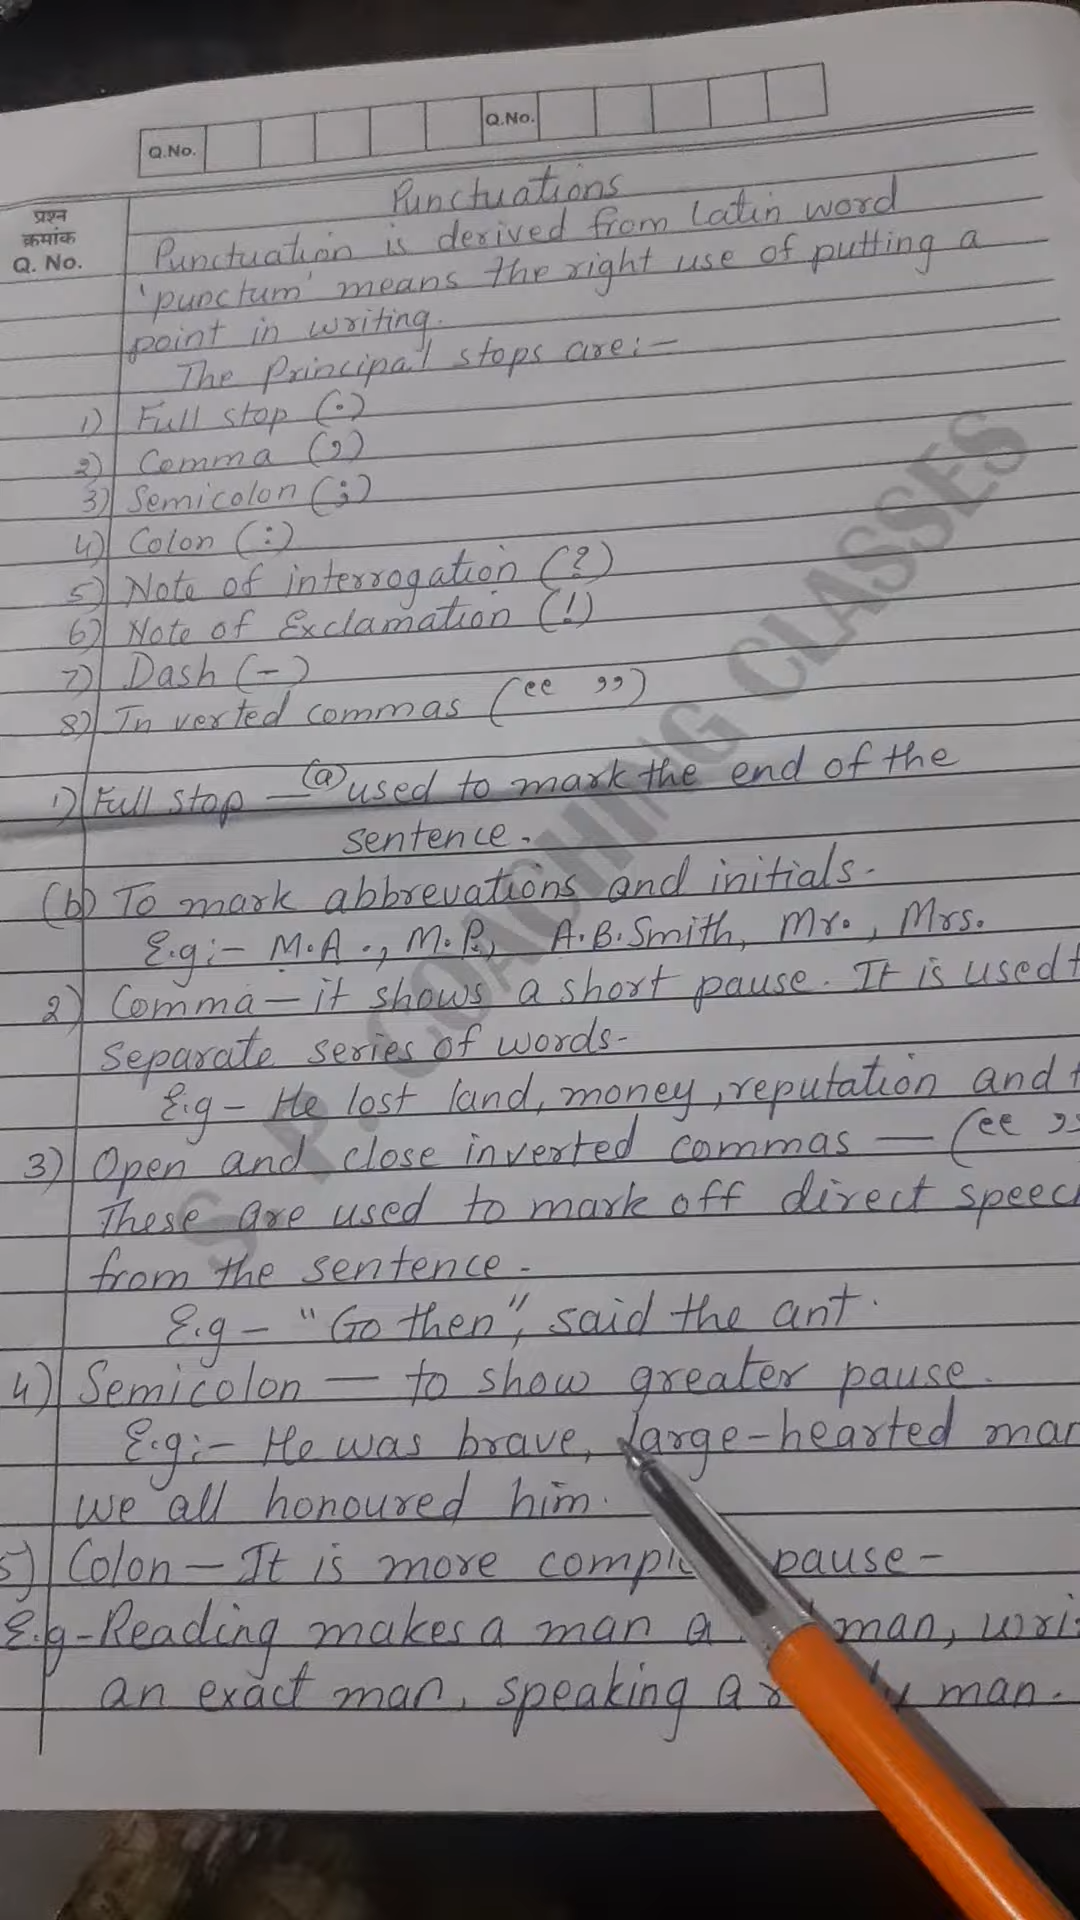 Q.No. Q.No.
प्रश्न
क्रमांक
Q. No.
Punctuations
Punctuation is derived from Latin word
'punctum' means the right use of putting a
point in writing.
The Principal stops are:-
1) Full stop (.)
2) Comma (,)
3) Semicolon (;)
4) Colon (:)
5) Note of interrogation (?)
6) Note of Exclamation (!)
7) Dash (-)
8) In verted commas (“ ”)
1) Full stop — (a) used to mark the end of the
sentence.
(b) To mark abbrevations and initials.
E.g:- M.A., M.P., A.B.Smith, Mr., Mrs.
2) Comma - it shows a short pause. It is used
separate series of words.
E.g - He lost land, money, reputation and
3) Open and close inverted commas — (“ ”
These are used to mark off direct
from the sentence.
E.g - "Go then", said the ant.
4) Semicolon — to show greater pause.
E.g:- He was brave, large-hearted
we all honoured him.
5) Colon - It is more pause -
E.g - Reading makes a man a man,
an exact man, speaking a man.
S P. COACHING CLASSES